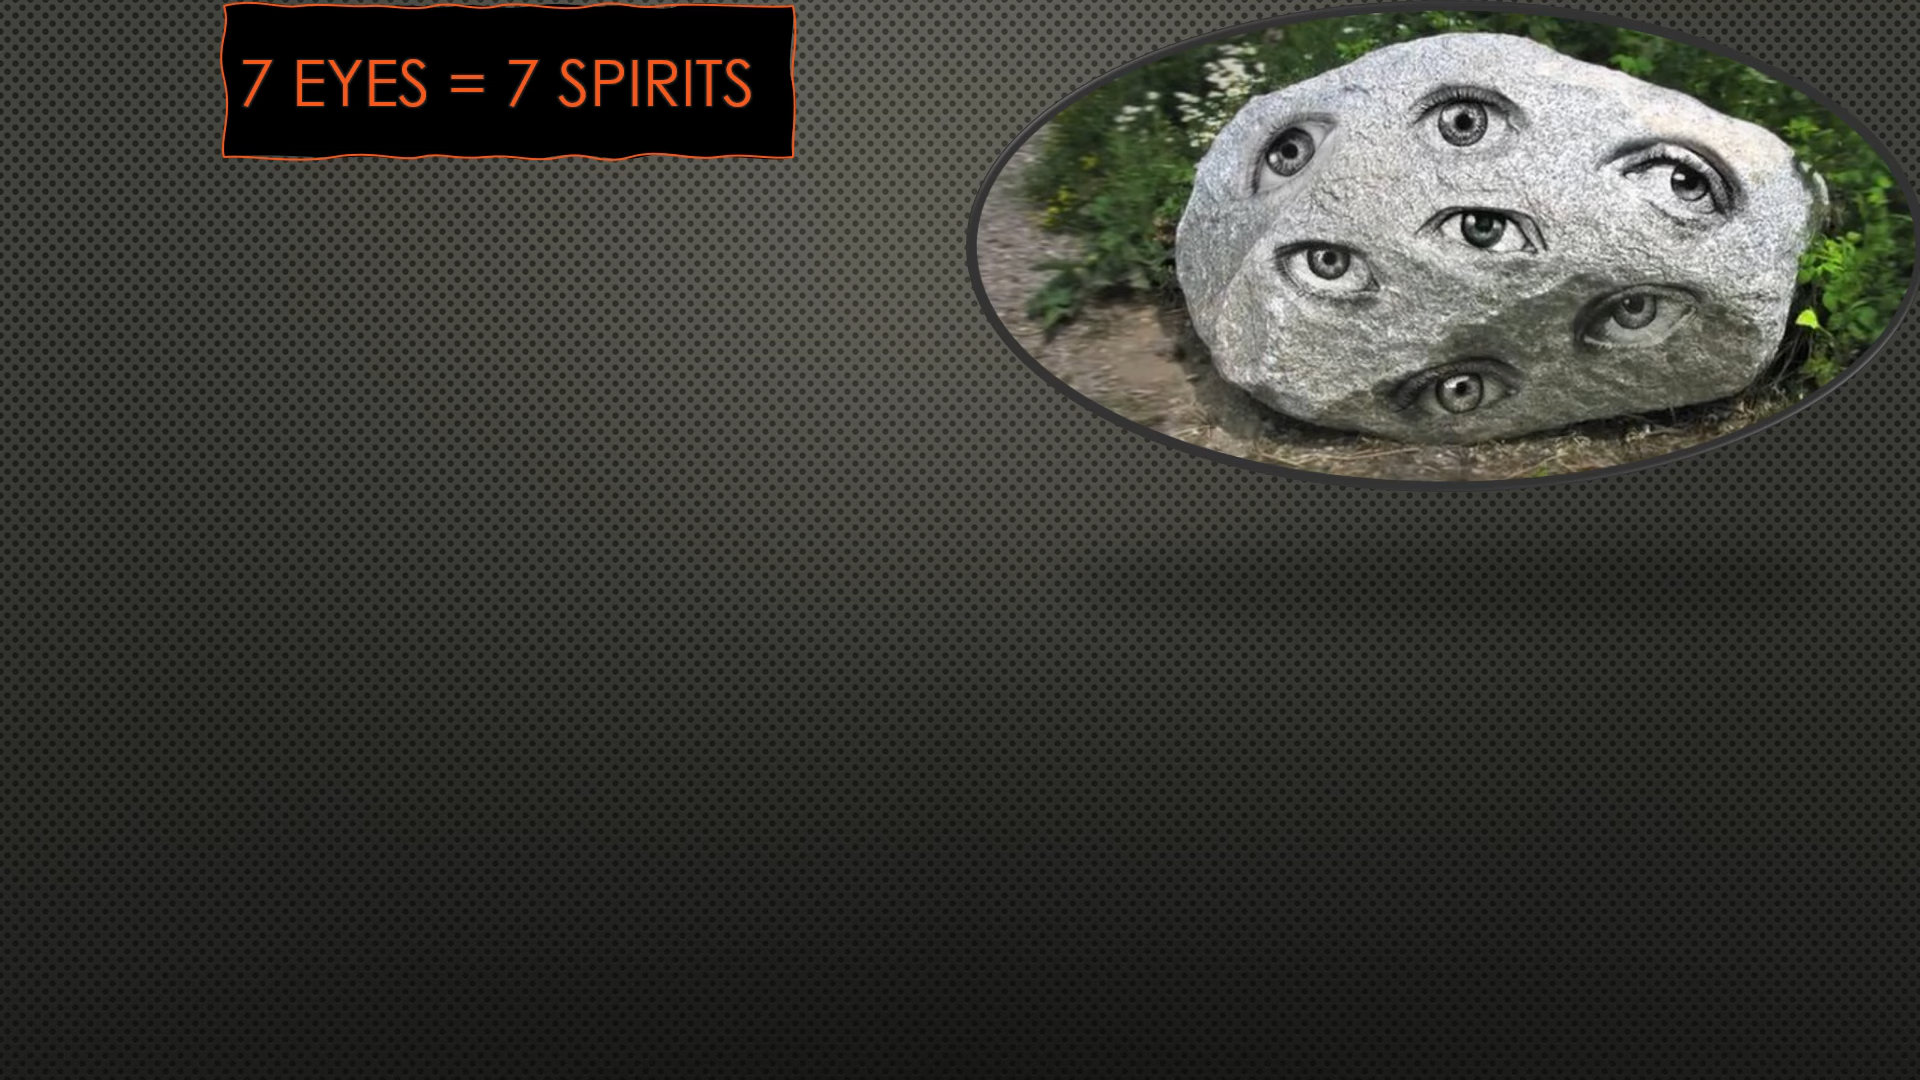 7 EYES = 7 SPIRITS